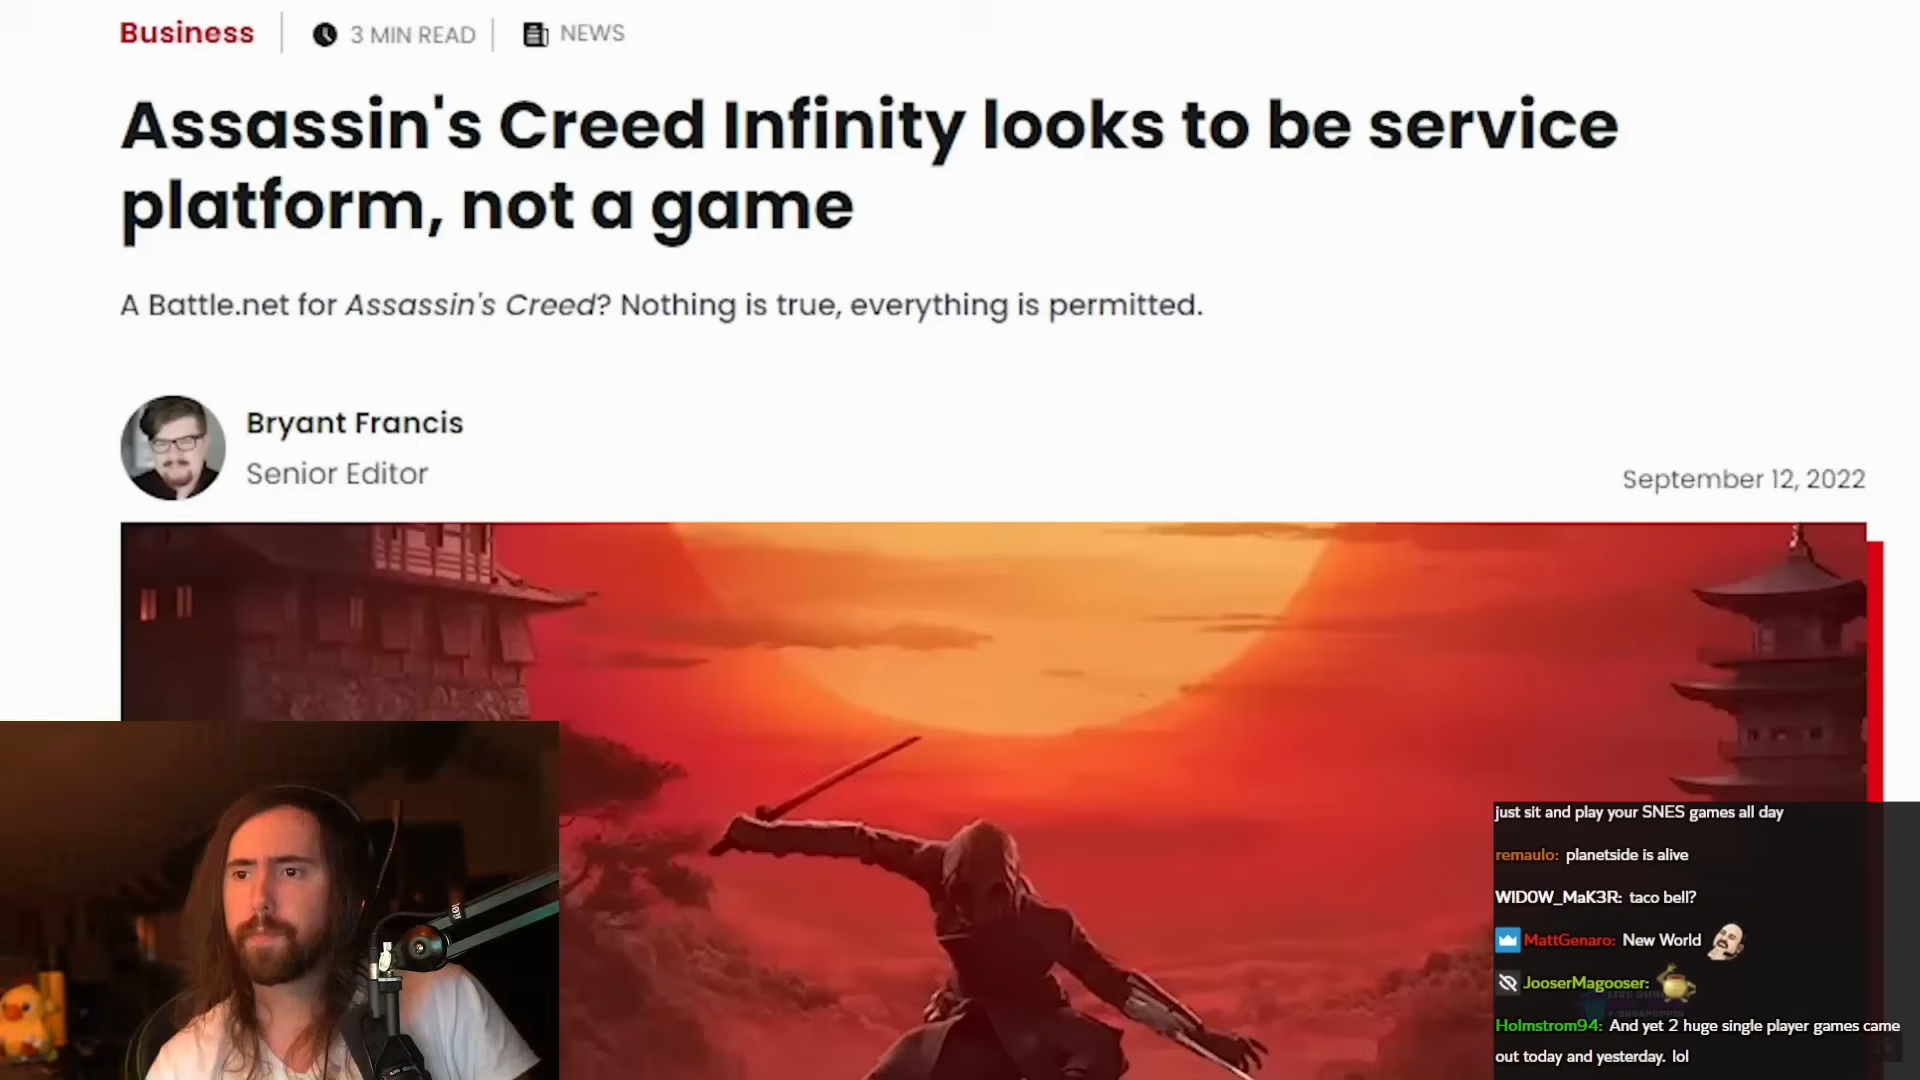 Business
3 MIN READ
NEWS
Assassin's Creed Infinity looks to be service
platform, not a game
A Battle.net for Assassin's Creed? Nothing is true, everything is permitted.
Bryant Francis
Senior Editor
September 12, 2022
just sit and play your SNES games all day
remaulo: planetside is alive
WID0W_MaK3R: taco bell?
MattGenaro: New World
JooserMagooser:
Holmstrom94: And yet 2 huge single player games came
out today and yesterday. lol